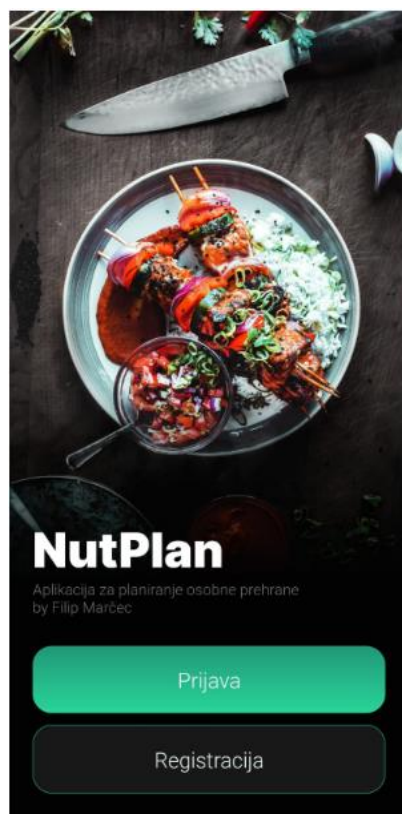 NutPlan
Aplikacija za planiranje osobne prehrane
by Filip Marčec
Prijava
Registracija